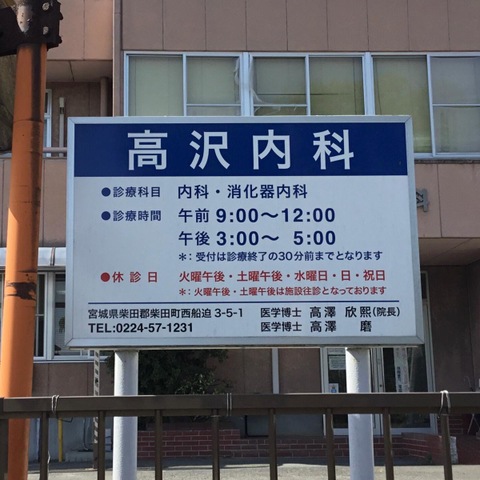 高沢内科
●診療科目 内科・消化器内科
●診療時間 午前 9:00〜12:00
午後 3:00〜 5:00
*：受付は診療終了の30分前までとなります
●休診日 火曜午後・土曜午後・水曜日・日・祝日
*：火曜午後・土曜午後は施設往診となっております
宮城県柴田郡柴田町西船迫 3-5-1 医学博士 高澤 欣熙(院長)
TEL:0224-57-1231 医学博士 高澤 磨